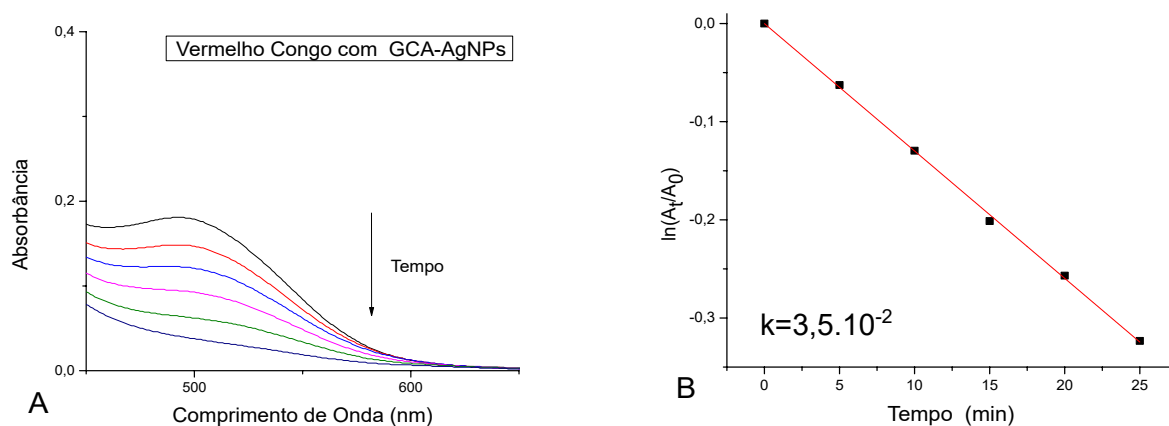 0,4
Vermelho Congo com GCA-AgNPs
Absorbância
0,2
Tempo
0,0
500
600
A
Comprimento de Onda (nm)
0,0
-0,1
ln(At/A0)
-0,2
-0,3
k=3,5.10-2
0
5
10
15
20
25
B
Tempo (min)